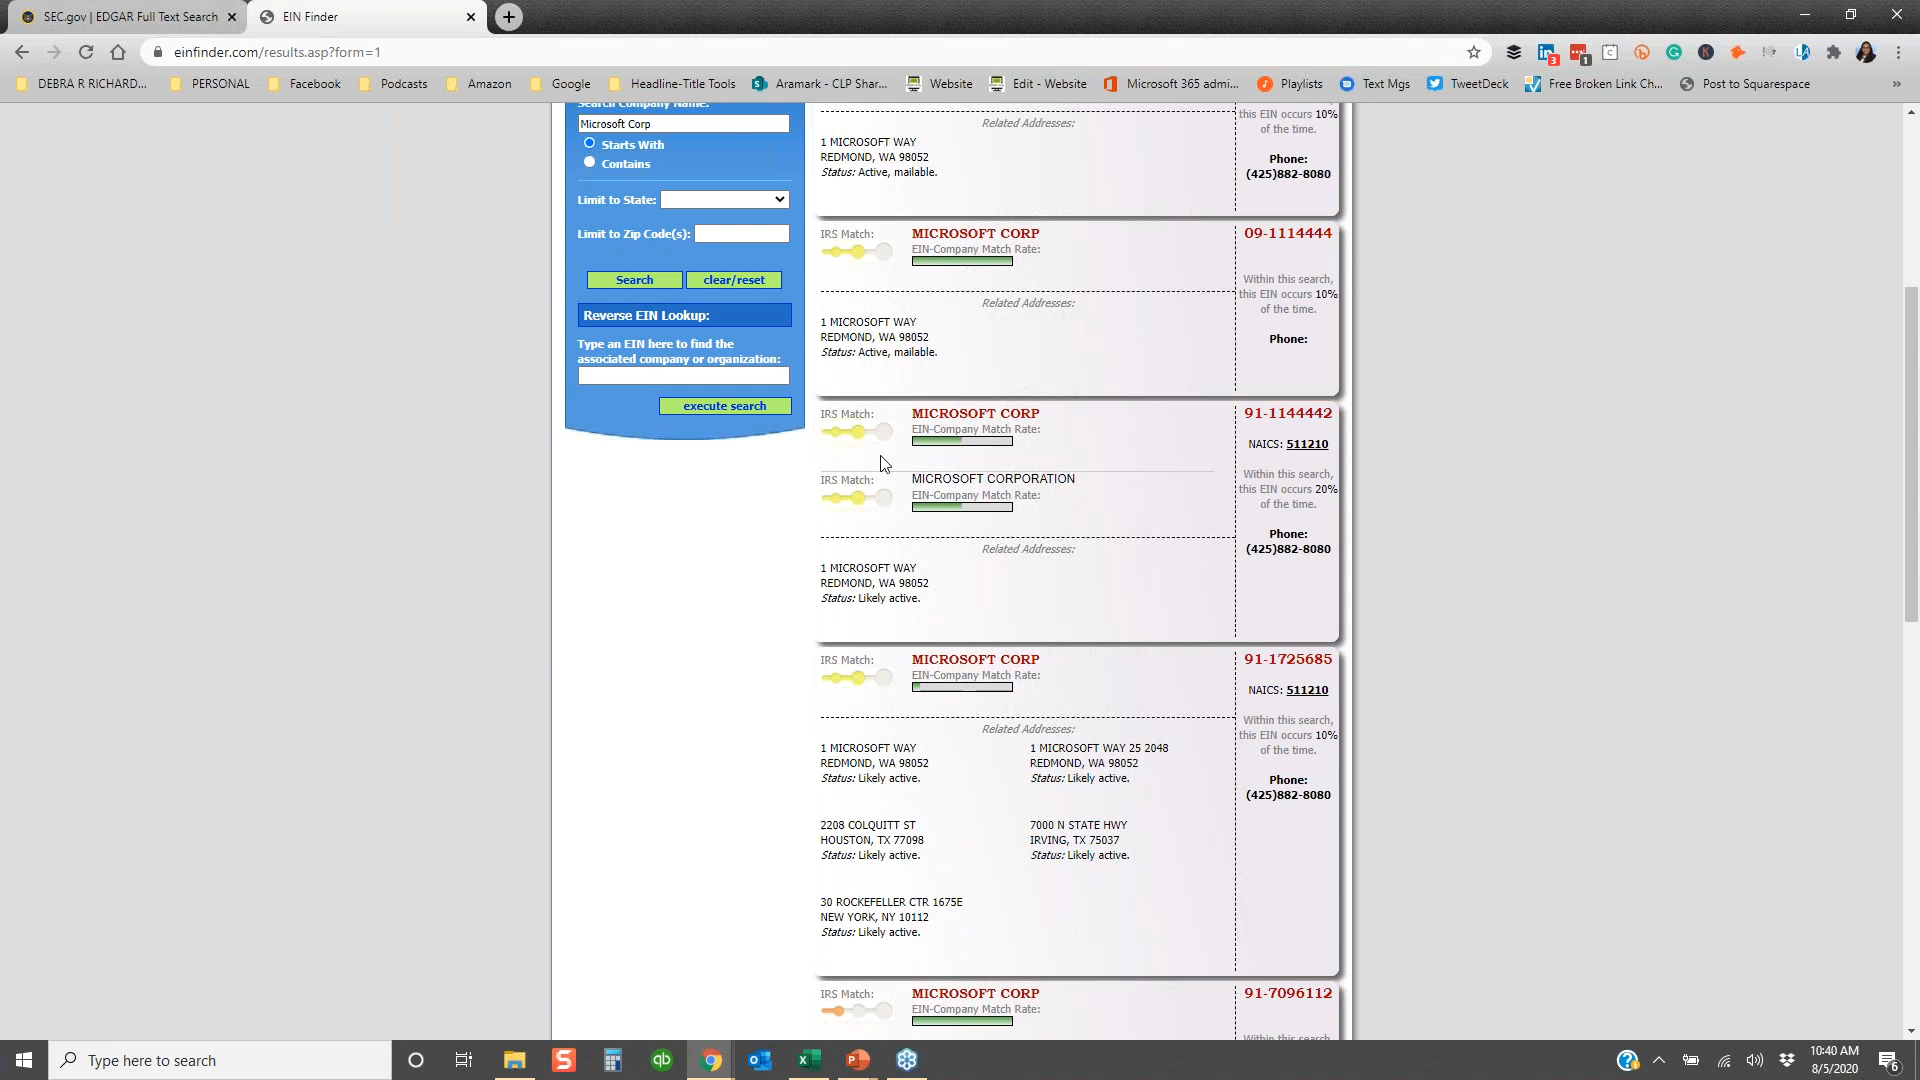 SEC.gov | EDGAR Full Text Search
EIN Finder
einfinder.com/results.asp?form=1
3
1
DEBRA R RICHARD...
PERSONAL
Facebook
Podcasts
Amazon
Google
Headline-Title Tools
Aramark - CLP Shar...
Website
Edit - Website
Microsoft 365 admi...
Playlists
Text Mgs
TweetDeck
Free Broken Link Ch...
Post to Squarespace
»
Search Company Name:
Microsoft Corp
Starts With
Contains
Limit to State:
Limit to Zip Code(s):
Search
clear/reset
Reverse EIN Lookup:
Type an EIN here to find the
associated company or organization:
execute search
Related Addresses:
1 MICROSOFT WAY
REDMOND, WA 98052
Status: Active, mailable.
this EIN occurs 10%
of the time.
Phone:
(425)882-8080
IRS Match:
MICROSOFT CORP
EIN-Company Match Rate:
Related Addresses:
1 MICROSOFT WAY
REDMOND, WA 98052
Status: Active, mailable.
09-1114444
Within this search,
this EIN occurs 10%
of the time.
Phone:
IRS Match:
MICROSOFT CORP
EIN-Company Match Rate:
IRS Match:
MICROSOFT CORPORATION
EIN-Company Match Rate:
Related Addresses:
1 MICROSOFT WAY
REDMOND, WA 98052
Status: Likely active.
91-1144442
NAICS: 511210
Within this search,
this EIN occurs 20%
of the time.
Phone:
(425)882-8080
IRS Match:
MICROSOFT CORP
EIN-Company Match Rate:
Related Addresses:
1 MICROSOFT WAY
REDMOND, WA 98052
Status: Likely active.
1 MICROSOFT WAY 25 2048
REDMOND, WA 98052
Status: Likely active.
2208 COLQUITT ST
HOUSTON, TX 77098
Status: Likely active.
7000 N STATE HWY
IRVING, TX 75037
Status: Likely active.
30 ROCKEFELLER CTR 1675E
NEW YORK, NY 10112
Status: Likely active.
91-1725685
NAICS: 511210
Within this search,
this EIN occurs 10%
of the time.
Phone:
(425)882-8080
IRS Match:
MICROSOFT CORP
EIN-Company Match Rate:
91-7096112
Within this search,
Type here to search
10:40 AM
8/5/2020
6